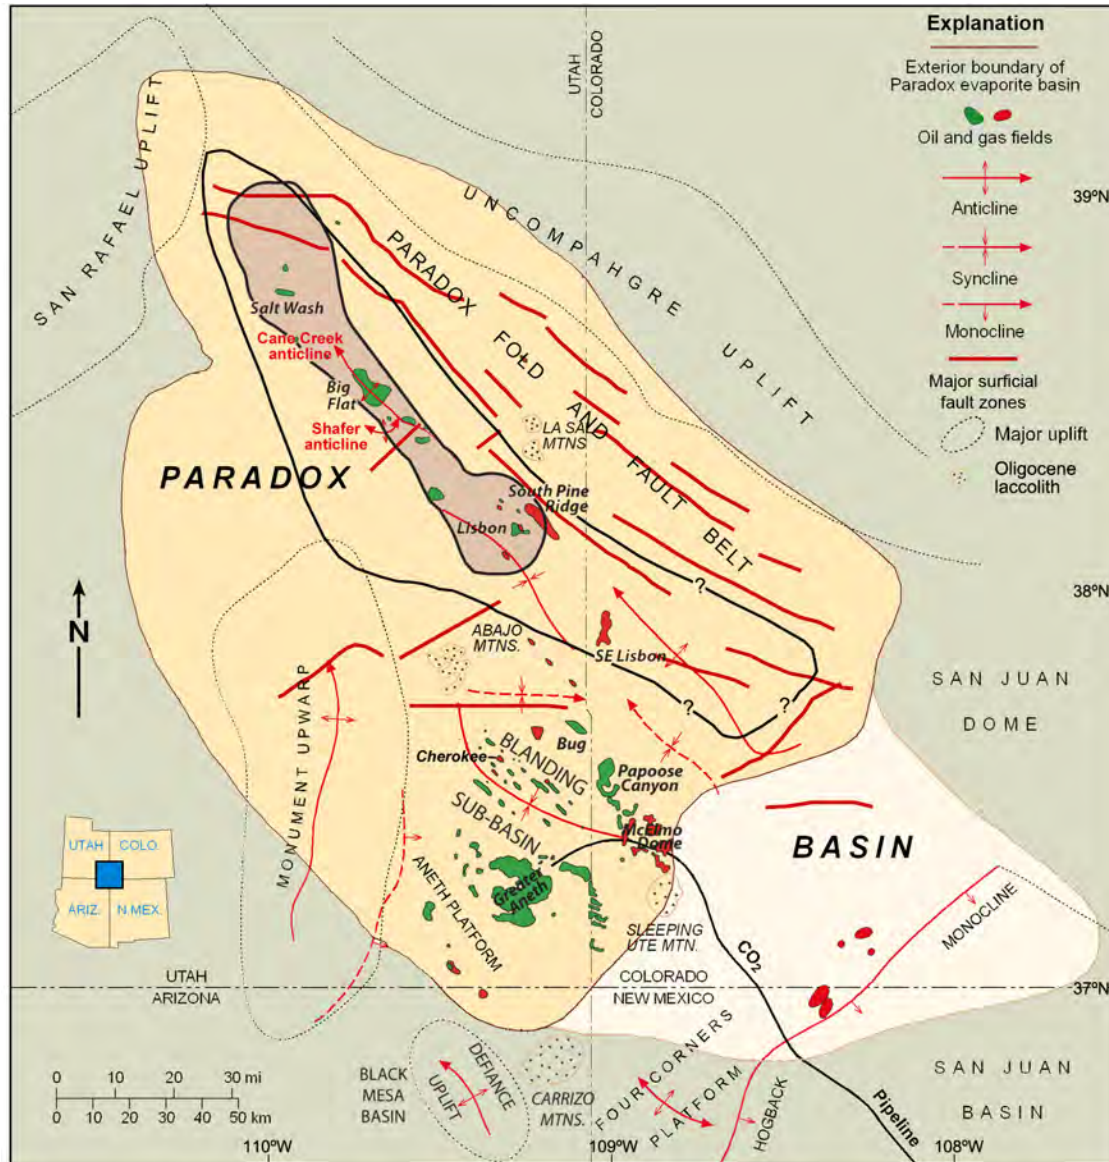 Explanation
Exterior boundary of
Paradox evaporite basin
Oil and gas fields
Anticline
Syncline
Monocline
Major surficial
fault zones
Major uplift
Oligocene
laccolith
UTAH
COLORADO
39°N
SAN RAFAEL UPLIFT
UNCOMPAHGRE UPLIFT
PARADOX FOLD AND FAULT BELT
Salt Wash
Cane Creek
anticline
Big
Flat
Shafer
anticline
LA SAL
MTNS
PARADOX
South Pine
Ridge
Lisbon
?
38°N
N
ABAJO
MTNS.
SE Lisbon
?
?
SAN JUAN
DOME
MONUMENT UPWARP
Bug
Cherokee
BLANDING
SUB-BASIN
Papoose
Canyon
McElmo
Dome
BASIN
UTAH
COLO.
ARIZ.
N.MEX.
Greater
Aneth
ANETH PLATFORM
SLEEPING
UTE MTN.
CO2
MONOCLINE
UTAH
ARIZONA
COLORADO
NEW MEXICO
37°N
0 10 20 30 mi
0 10 20 30 40 50 km
BLACK
MESA
BASIN
DEFIANCE
UPLIFT
CARRIZO
MTNS.
FOUR CORNERS
PLATFORM
HOGBACK
Pipeline
SAN JUAN
BASIN
110°W
109°W
108°W